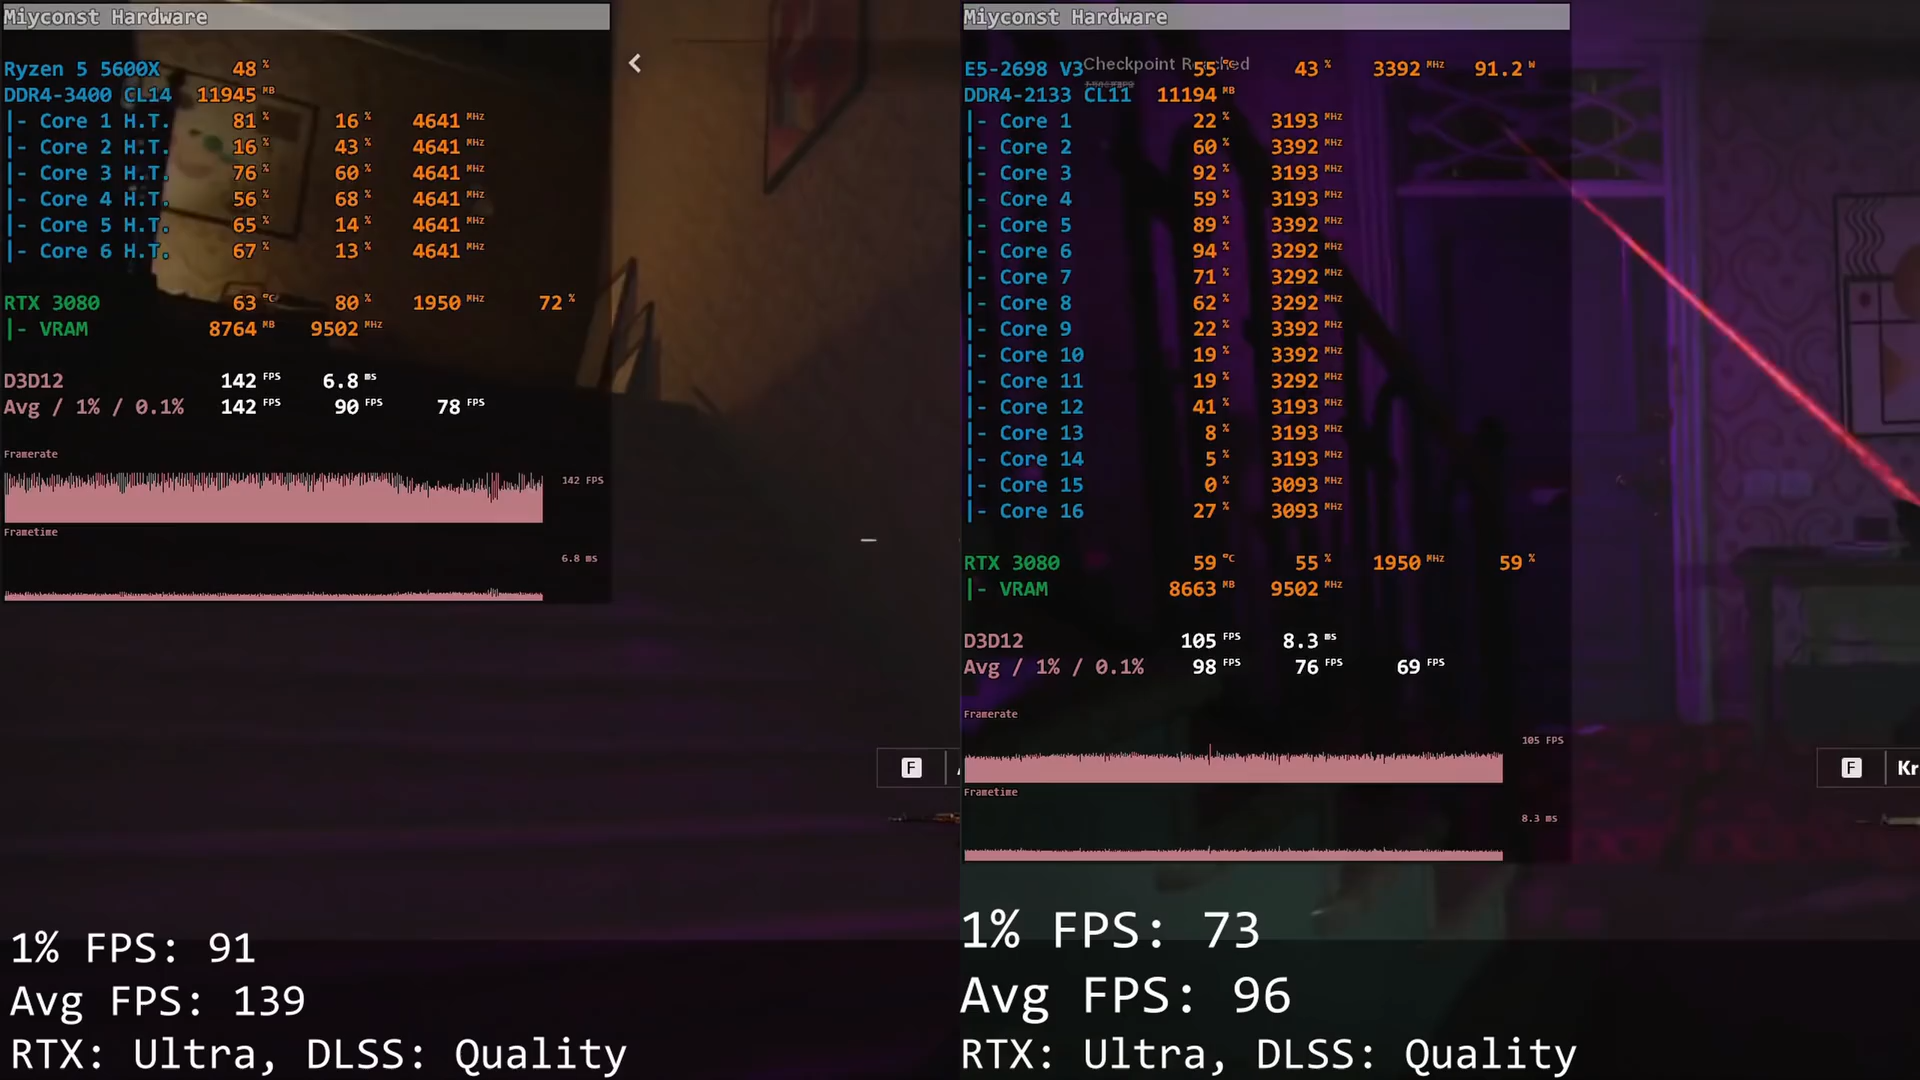 Miyconst Hardware
Ryzen 5 5600X 48 %
DDR4-3400 CL14 11945 MB
|- Core 1 H.T. 81 % 16 % 4641 MHz
|- Core 2 H.T. 16 % 43 % 4641 MHz
|- Core 3 H.T. 76 % 60 % 4641 MHz
|- Core 4 H.T. 56 % 68 % 4641 MHz
|- Core 5 H.T. 65 % 14 % 4641 MHz
|- Core 6 H.T. 67 % 13 % 4641 MHz
RTX 3080 63 °C 80 % 1950 MHz 72 %
|- VRAM 8764 MB 9502 MHz
D3D12 142 FPS 6.8 ms
Avg / 1% / 0.1% 142 FPS 90 FPS 78 FPS
Framerate
142 FPS
Frametime
6.8 ms
F
1% FPS: 91
Avg FPS: 139
RTX: Ultra, DLSS: Quality
Miyconst Hardware
Checkpoint Reached
E5-2698 V3 55 °C 43 % 3392 MHz 91.2 W
DDR4-2133 CL11 11194 MB
|- Core 1 22 % 3193 MHz
|- Core 2 60 % 3392 MHz
|- Core 3 92 % 3193 MHz
|- Core 4 59 % 3193 MHz
|- Core 5 89 % 3392 MHz
|- Core 6 94 % 3292 MHz
|- Core 7 71 % 3292 MHz
|- Core 8 62 % 3292 MHz
|- Core 9 22 % 3392 MHz
|- Core 10 19 % 3392 MHz
|- Core 11 19 % 3292 MHz
|- Core 12 41 % 3193 MHz
|- Core 13 8 % 3193 MHz
|- Core 14 5 % 3193 MHz
|- Core 15 0 % 3093 MHz
|- Core 16 27 % 3093 MHz
RTX 3080 59 °C 55 % 1950 MHz 59 %
|- VRAM 8663 MB 9502 MHz
D3D12 105 FPS 8.3 ms
Avg / 1% / 0.1% 98 FPS 76 FPS 69 FPS
Framerate
105 FPS
Frametime
8.3 ms
F Kr
1% FPS: 73
Avg FPS: 96
RTX: Ultra, DLSS: Quality